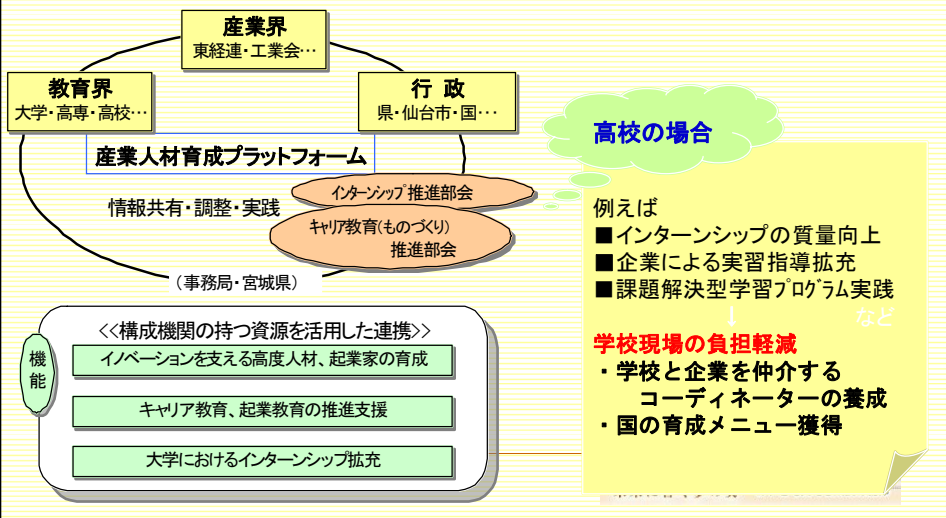 産業界
東経連・工業会…
教育界
大学・高専・高校…
行 政
県・仙台市・国・・・
産業人材育成プラットフォーム
インターンシップ推進部会
情報共有・調整・実践
キャリア教育(ものづくり)
推進部会
（事務局・宮城県）
<<構成機関の持つ資源を活用した連携>>
機
能
イノベーションを支える高度人材、起業家の育成
キャリア教育、起業教育の推進支援
大学におけるインターンシップ拡充
高校の場合
例えば
■インターンシップの質量向上
■企業による実習指導拡充
■課題解決型学習プログラム実践
↓ など
学校現場の負担軽減
・学校と企業を仲介する
コーディネーターの養成
・国の育成メニュー獲得